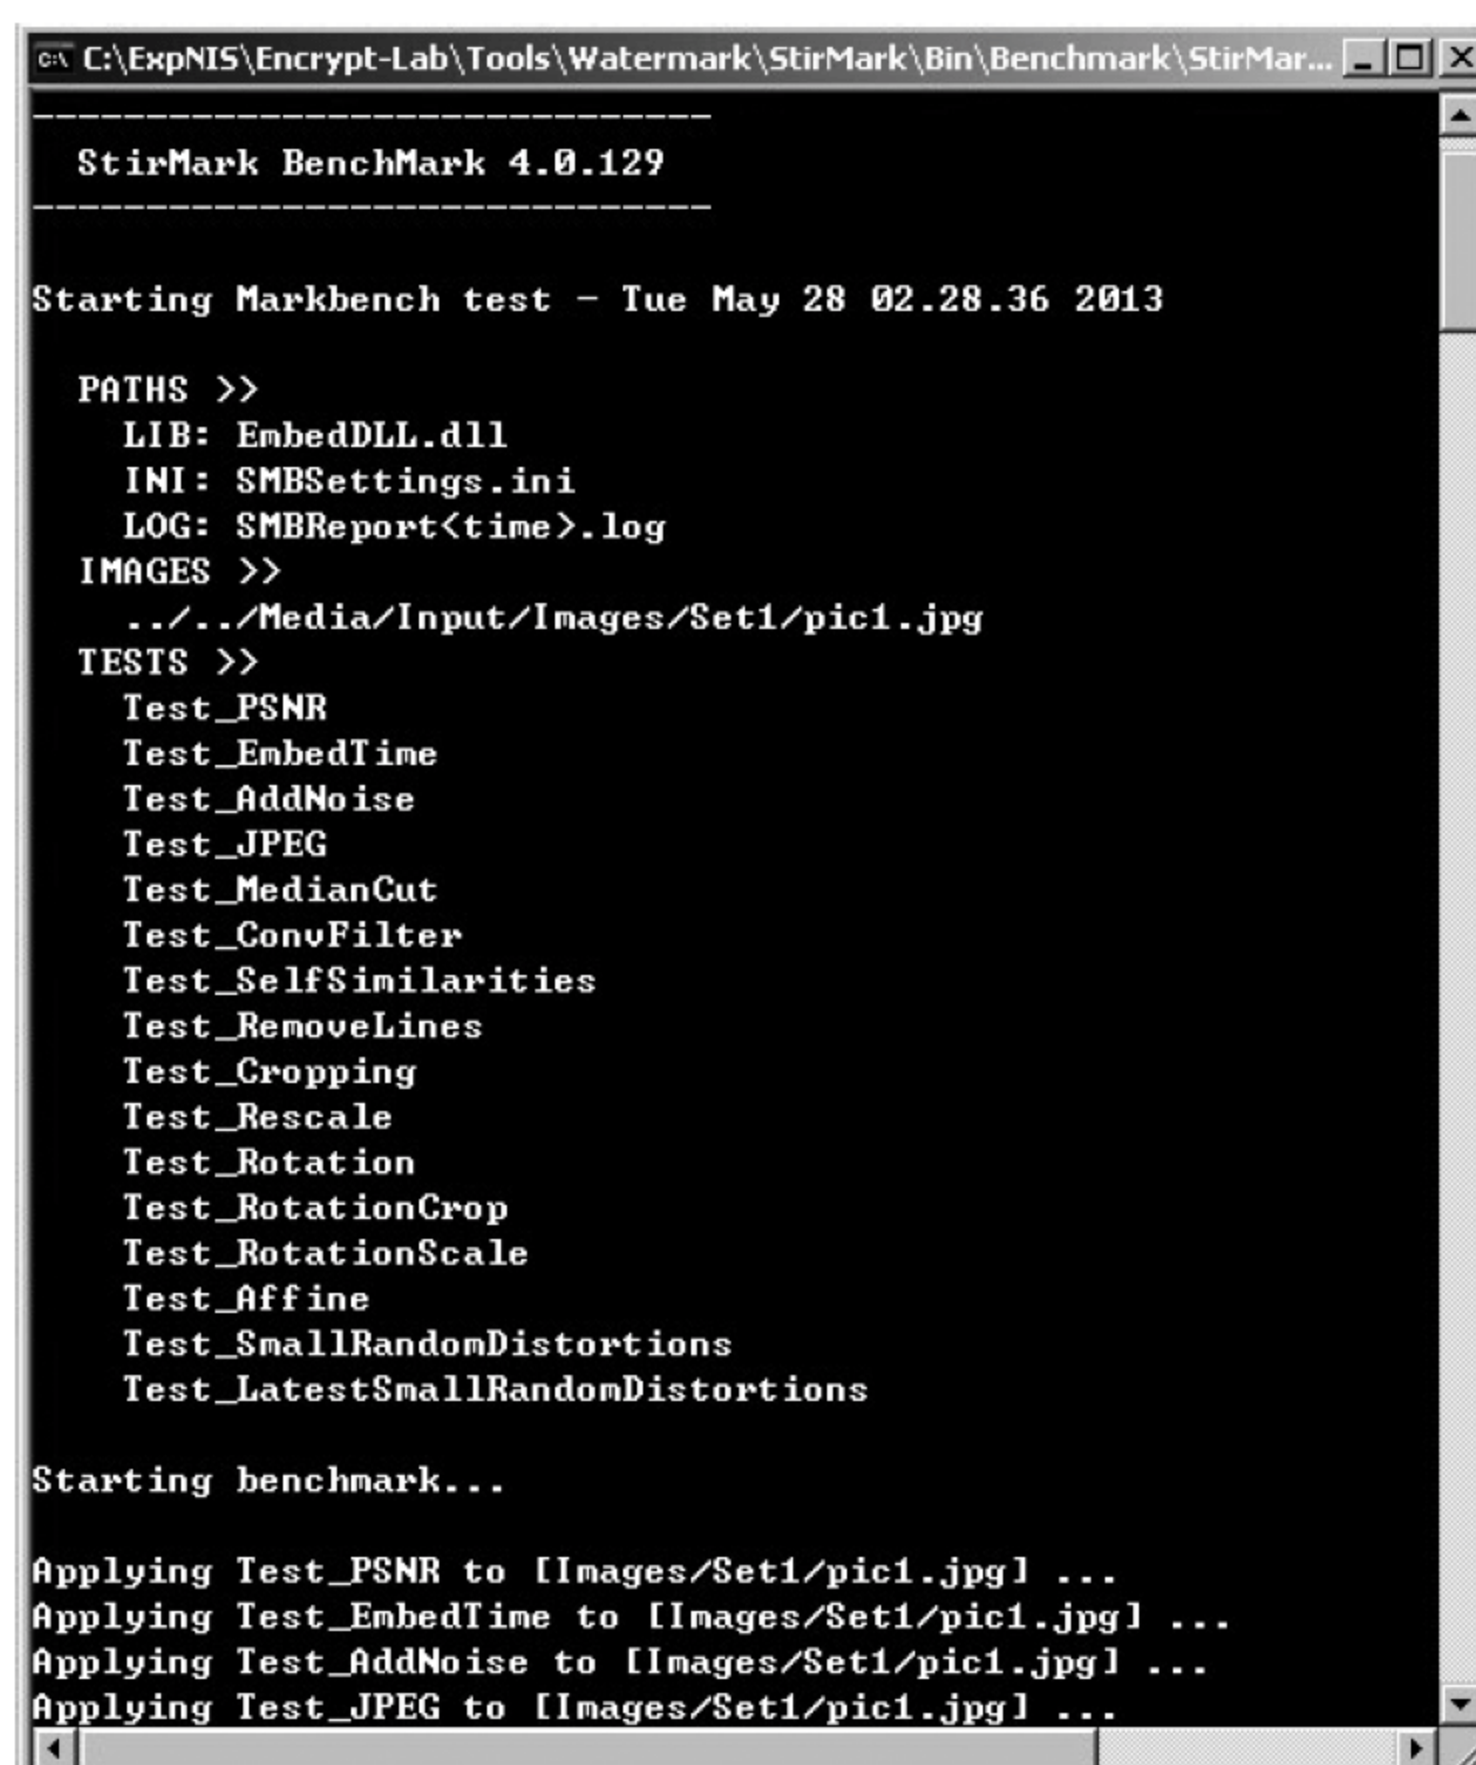 C:\ExpNIS\Encrypt-Lab\Tools\Watermark\StirMark\Bin\Benchmark\StirMar...
-------------------------------
StirMark BenchMark 4.0.129
-------------------------------
Starting Markbench test - Tue May 28 02.28.36 2013
PATHS >>
LIB: EmbedDLL.dll
INI: SMBSettings.ini
LOG: SMBReport<time>.log
IMAGES >>
../../Media/Input/Images/Set1/pic1.jpg
TESTS >>
Test_PSNR
Test_EmbedTime
Test_AddNoise
Test_JPEG
Test_MedianCut
Test_ConvFilter
Test_SelfSimilarities
Test_RemoveLines
Test_Cropping
Test_Rescale
Test_Rotation
Test_RotationCrop
Test_RotationScale
Test_Affine
Test_SmallRandomDistortions
Test_LatestSmallRandomDistortions
Starting benchmark...
Applying Test_PSNR to [Images/Set1/pic1.jpg] ...
Applying Test_EmbedTime to [Images/Set1/pic1.jpg] ...
Applying Test_AddNoise to [Images/Set1/pic1.jpg] ...
Applying Test_JPEG to [Images/Set1/pic1.jpg] ...